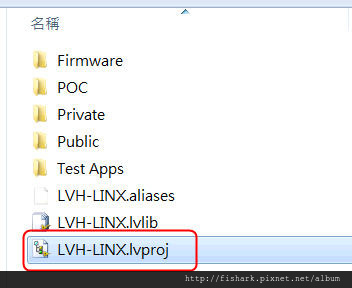 名稱
Firmware
POC
Private
Public
Test Apps
LVH-LINX.aliases
LVH-LINX.lvlib
LVH-LINX.lvproj
http://fishark.pixnet.net/album